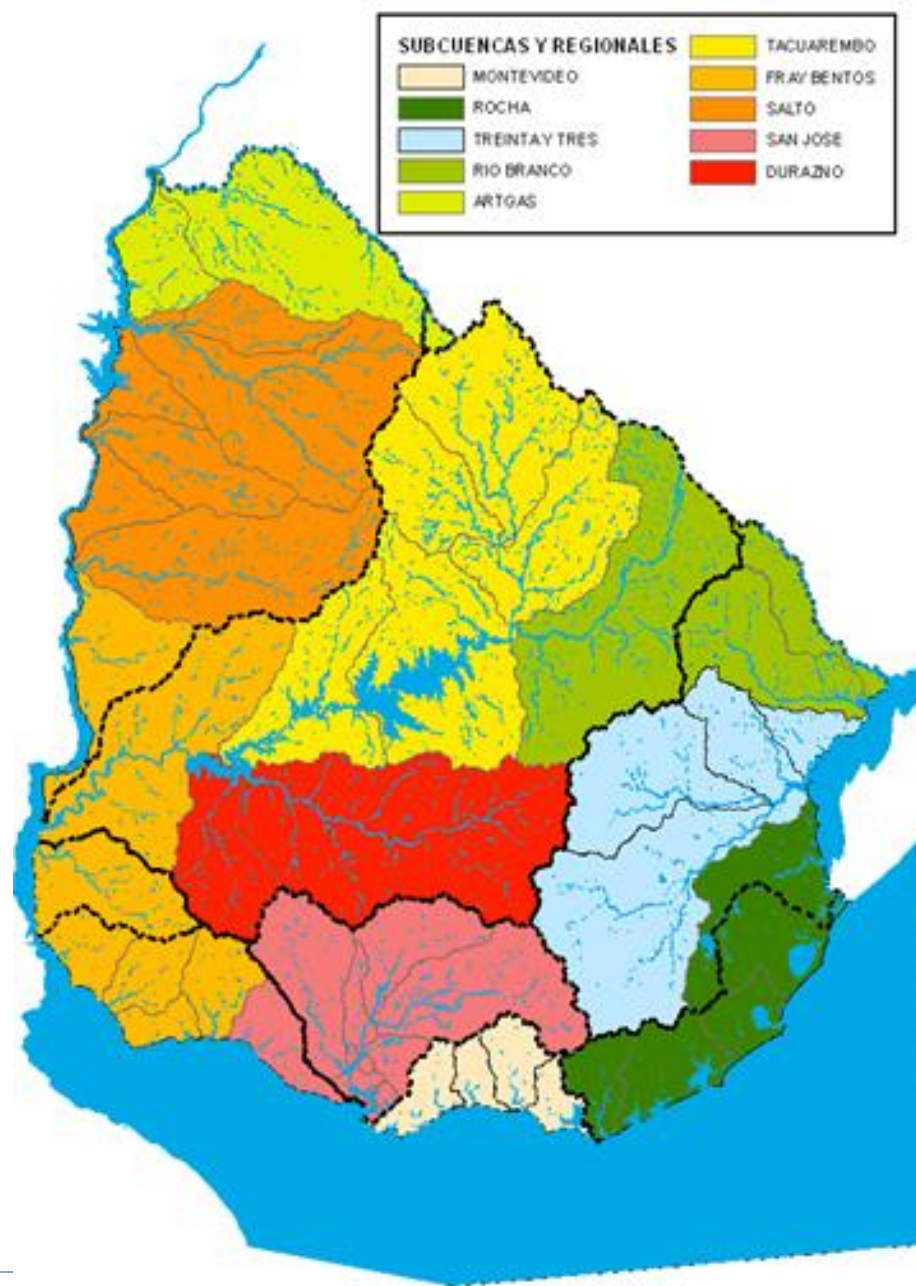 SUBCUENCAS Y REGIONALES
MONTEVIDEO
ROCHA
TREINTA Y TRES
RIO BRANCO
ARTGAS
TACUAREMBO
FRAY BENTOS
SALTO
SAN JOSE
DURAZNO